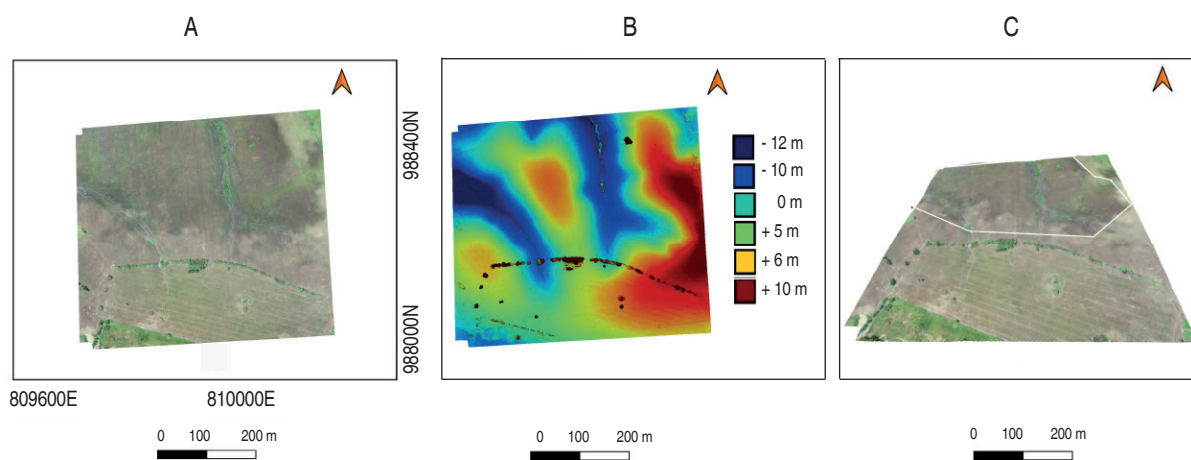 A
B
C
988400N
988000N
809600E
810000E
- 12 m
- 10 m
0 m
+ 5 m
+ 6 m
+ 10 m
0 100 200 m
0 100 200 m
0 100 200 m